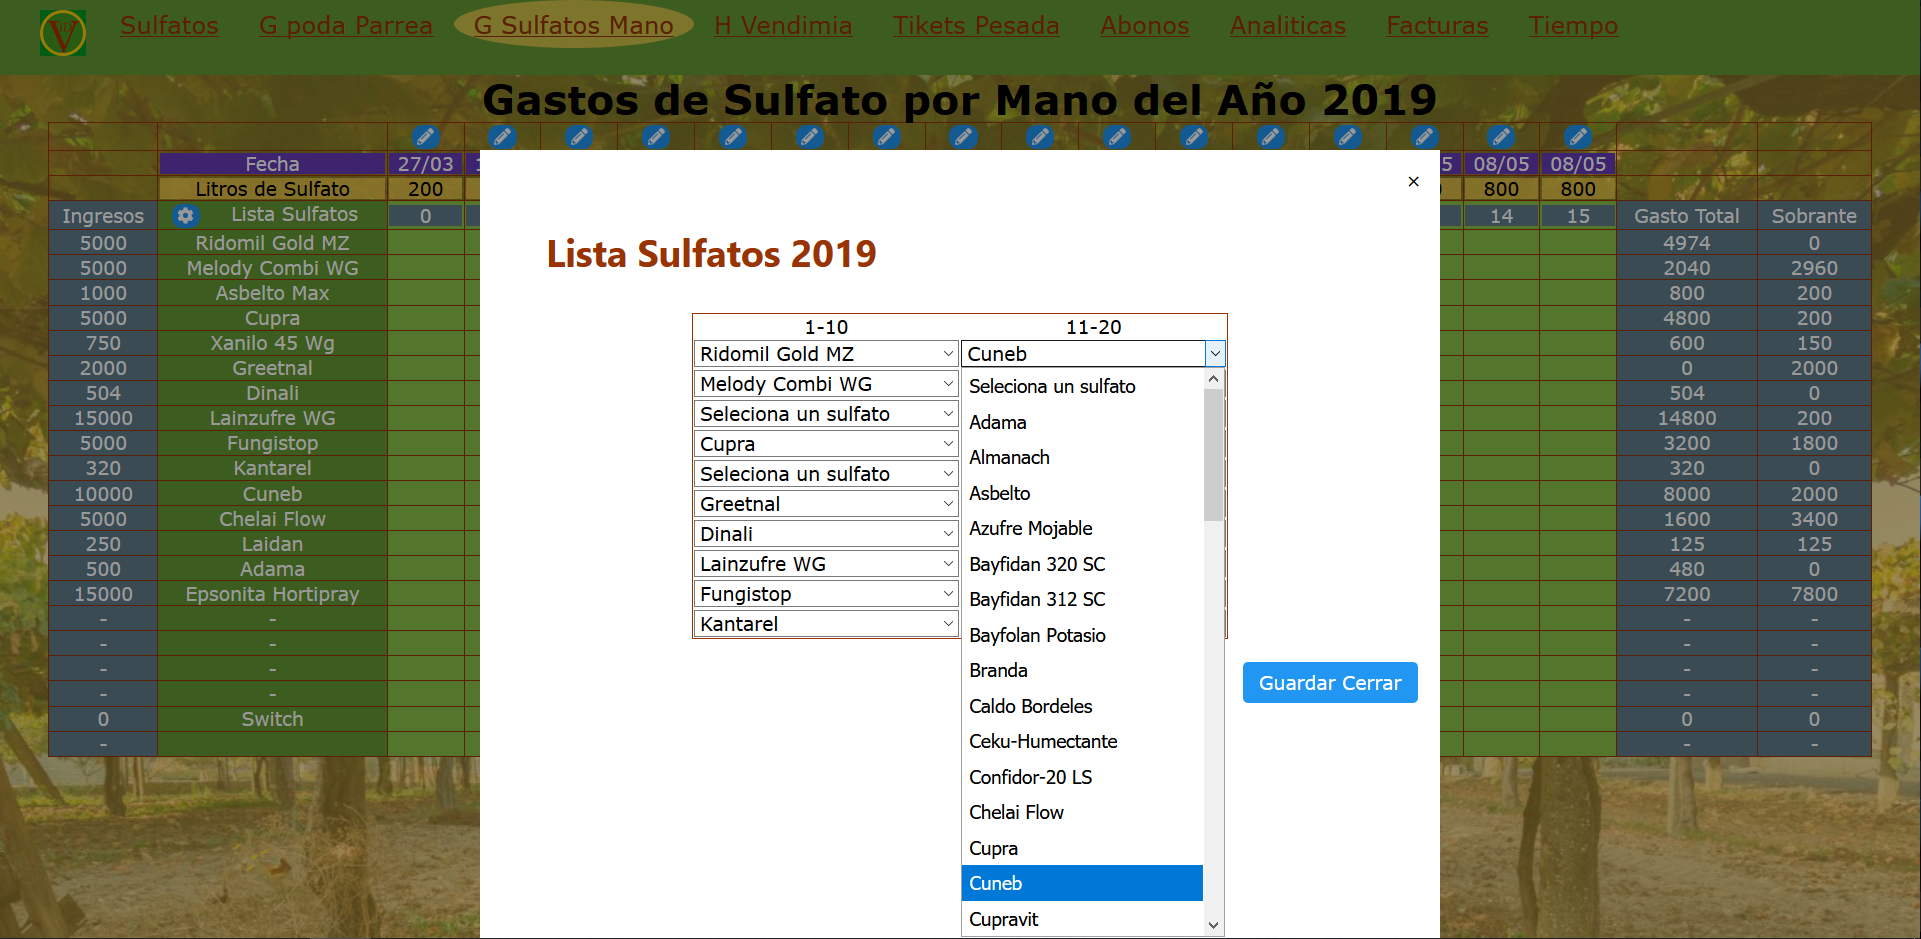 V
Sulfatos G poda Parrea G Sulfatos Mano H Vendimia Tikets Pesada Abonos Analiticas Facturas Tiempo
Gastos de Sulfato por Mano del Año 2019
Fecha 27/03 1 5 08/05 08/05
Litros de Sulfato 200 800 800
Ingresos Lista Sulfatos 0 14 15 Gasto Total Sobrante
5000 Ridomil Gold MZ 4974 0
5000 Melody Combi WG 2040 2960
1000 Asbelto Max 800 200
5000 Cupra 4800 200
750 Xanilo 45 Wg 600 150
2000 Greetnal 0 2000
504 Dinali 504 0
15000 Lainzufre WG 14800 200
5000 Fungistop 3200 1800
320 Kantarel 320 0
10000 Cuneb 8000 2000
5000 Chelai Flow 1600 3400
250 Laidan 125 125
500 Adama 480 0
15000 Epsonita Hortipray 7200 7800
- - - -
- - - -
- - - -
- - - -
0 Switch 0 0
- - -
×
Lista Sulfatos 2019
1-10 11-20
Ridomil Gold MZ Cuneb
Melody Combi WG
Seleciona un sulfato
Cupra
Seleciona un sulfato
Greetnal
Dinali
Lainzufre WG
Fungistop
Kantarel
Seleciona un sulfato
Adama
Almanach
Asbelto
Azufre Mojable
Bayfidan 320 SC
Bayfidan 312 SC
Bayfolan Potasio
Branda
Caldo Bordeles
Ceku-Humectante
Confidor-20 LS
Chelai Flow
Cupra
Cuneb
Cupravit
Guardar Cerrar